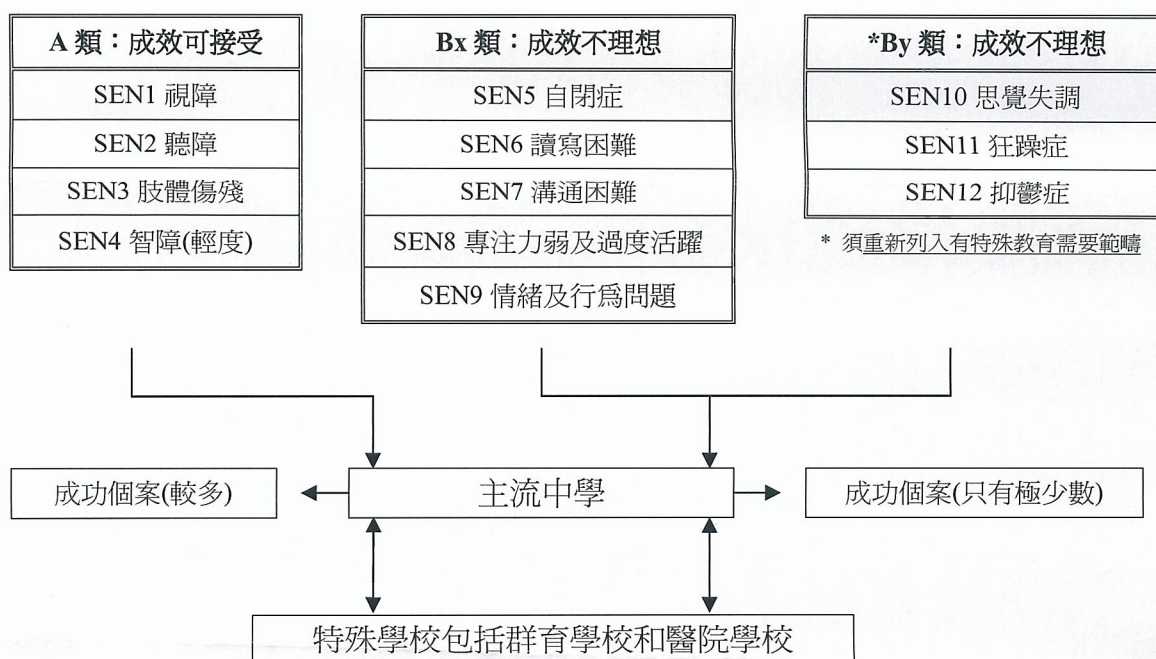 A 類：成效可接受
SEN1 視障
SEN2 聽障
SEN3 肢體傷殘
SEN4 智障(輕度)
Bx 類：成效不理想
SEN5 自閉症
SEN6 讀寫困難
SEN7 溝通困難
SEN8 專注力弱及過度活躍
SEN9 情緒及行爲問題
*By 類：成效不理想
SEN10 思覺失調
SEN11 狂躁症
SEN12 抑鬱症
* 須重新列入有特殊教育需要範疇
成功個案(較多)
主流中學
成功個案(只有極少數)
特殊學校包括群育學校和醫院學校